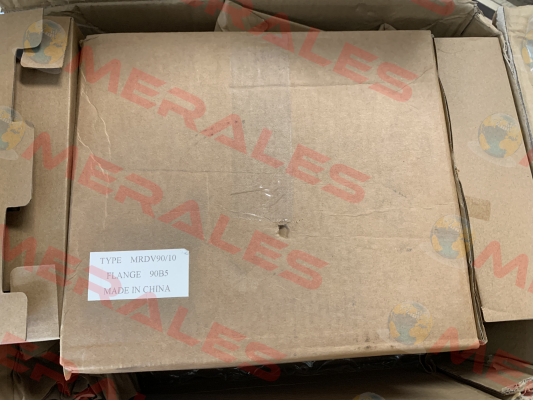 TYPE MRDV90/10
FLANGE 90B5
MADE IN CHINA
MERALES
MERALES
MERALES
MERALES